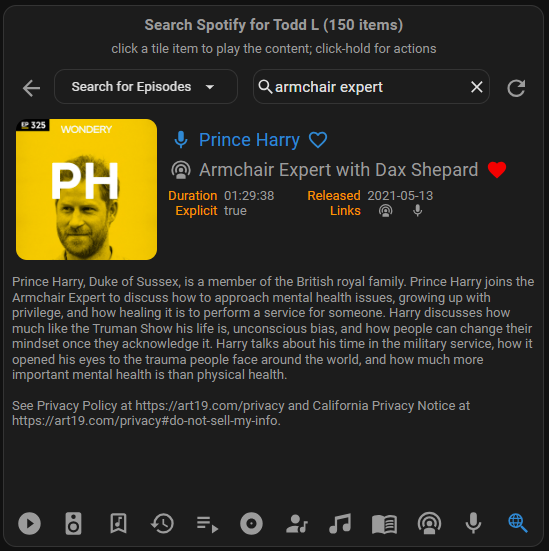 Search Spotify for Todd L (150 items)
click a tile item to play the content; click-hold for actions
Search for Episodes
armchair expert
EP 325
WONDERY
PH
Prince Harry
Armchair Expert with Dax Shepard
Duration 01:29:38 Released 2021-05-13
Explicit true Links
Prince Harry, Duke of Sussex, is a member of the British royal family. Prince Harry joins the
Armchair Expert to discuss how to approach mental health issues, growing up with
privilege, and how healing it is to perform a service for someone. Harry discusses how
much like the Truman Show his life is, unconscious bias, and how people can change their
mindset once they acknowledge it. Harry talks about his time in the military service, how it
opened his eyes to the trauma people face around the world, and how much more
important mental health is than physical health.
See Privacy Policy at https://art19.com/privacy and California Privacy Notice at
https://art19.com/privacy#do-not-sell-my-info.